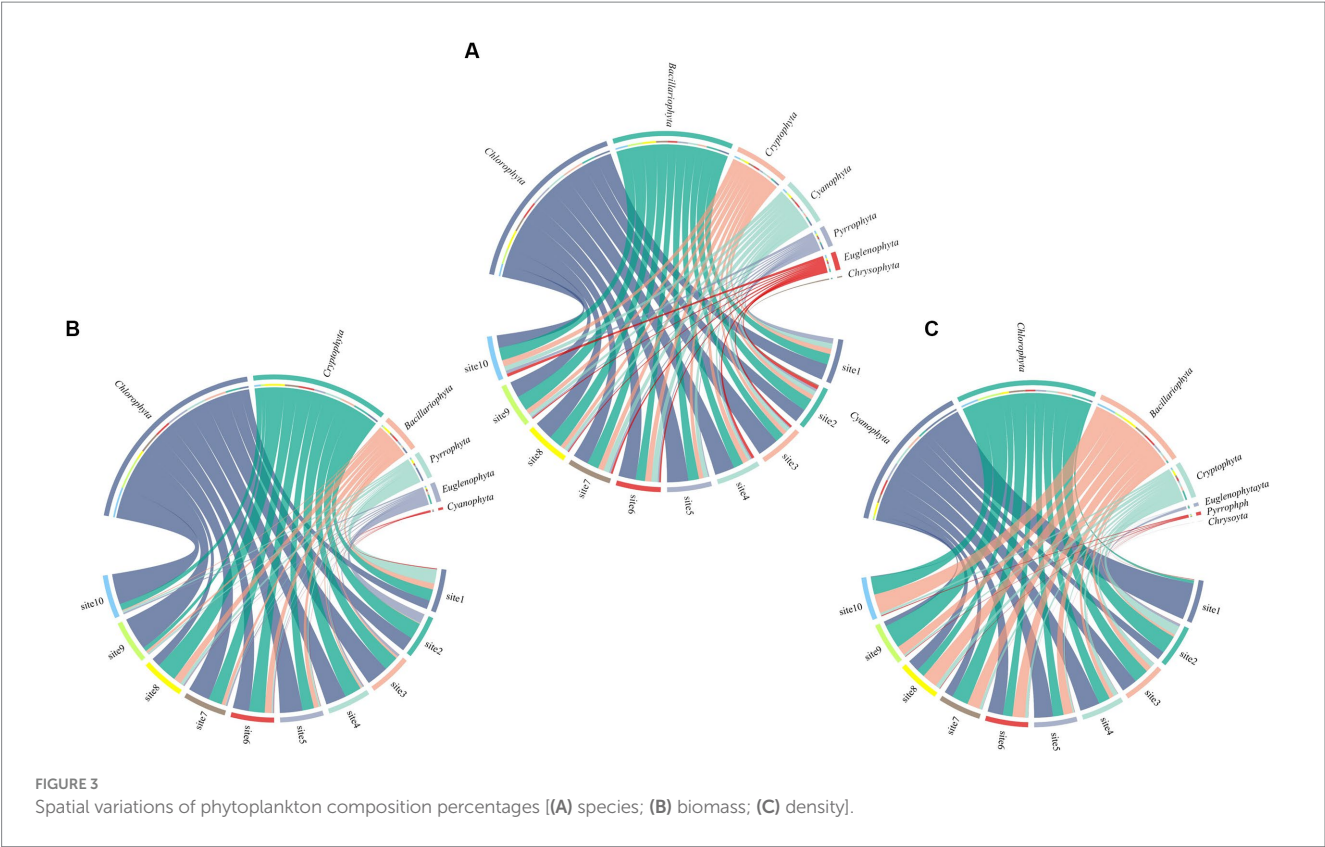 A
Bacillariophyta
Chlorophyta
Cryptophyta
Cyanophyta
Pyrrophyta
Euglenophyta
Chrysophyta
site10
site9
site8
site7
site6
site5
site4
site3
site2
site1
B
Chlorophyta
Cryptophyta
Bacillariophyta
Pyrrophyta
Euglenophyta
Cyanophyta
site10
site9
site8
site7
site6
site5
site4
site3
site2
site1
C
Cyanophyta
Chlorophyta
Bacillariophyta
Cryptophyta
Euglenophytayta
Pyrrophph
Chrysoyta
site10
site9
site8
site7
site6
site5
site4
site3
site2
site1
FIGURE 3
Spatial variations of phytoplankton composition percentages [(A) species; (B) biomass; (C) density].